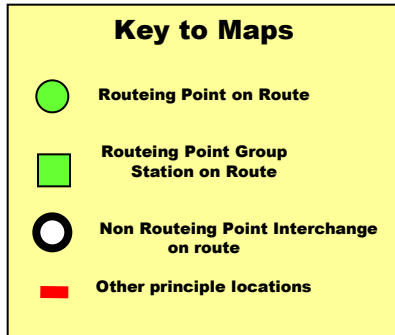 Key to Maps
Routeing Point on Route
Routeing Point Group
Station on Route
Non Routeing Point Interchange
on route
Other principle locations